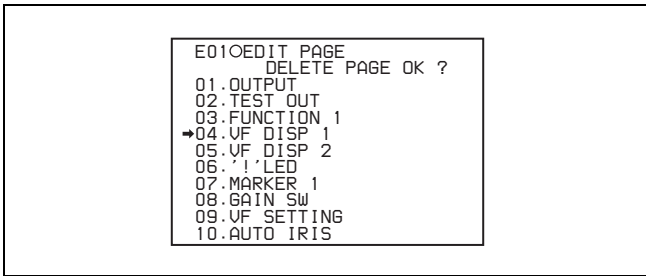 E01○EDIT PAGE
DELETE PAGE OK ?
01.OUTPUT
02.TEST OUT
03.FUNCTION 1
➡04.VF DISP 1
05.VF DISP 2
06.'!'LED
07.MARKER 1
08.GAIN SW
09.VF SETTING
10.AUTO IRIS